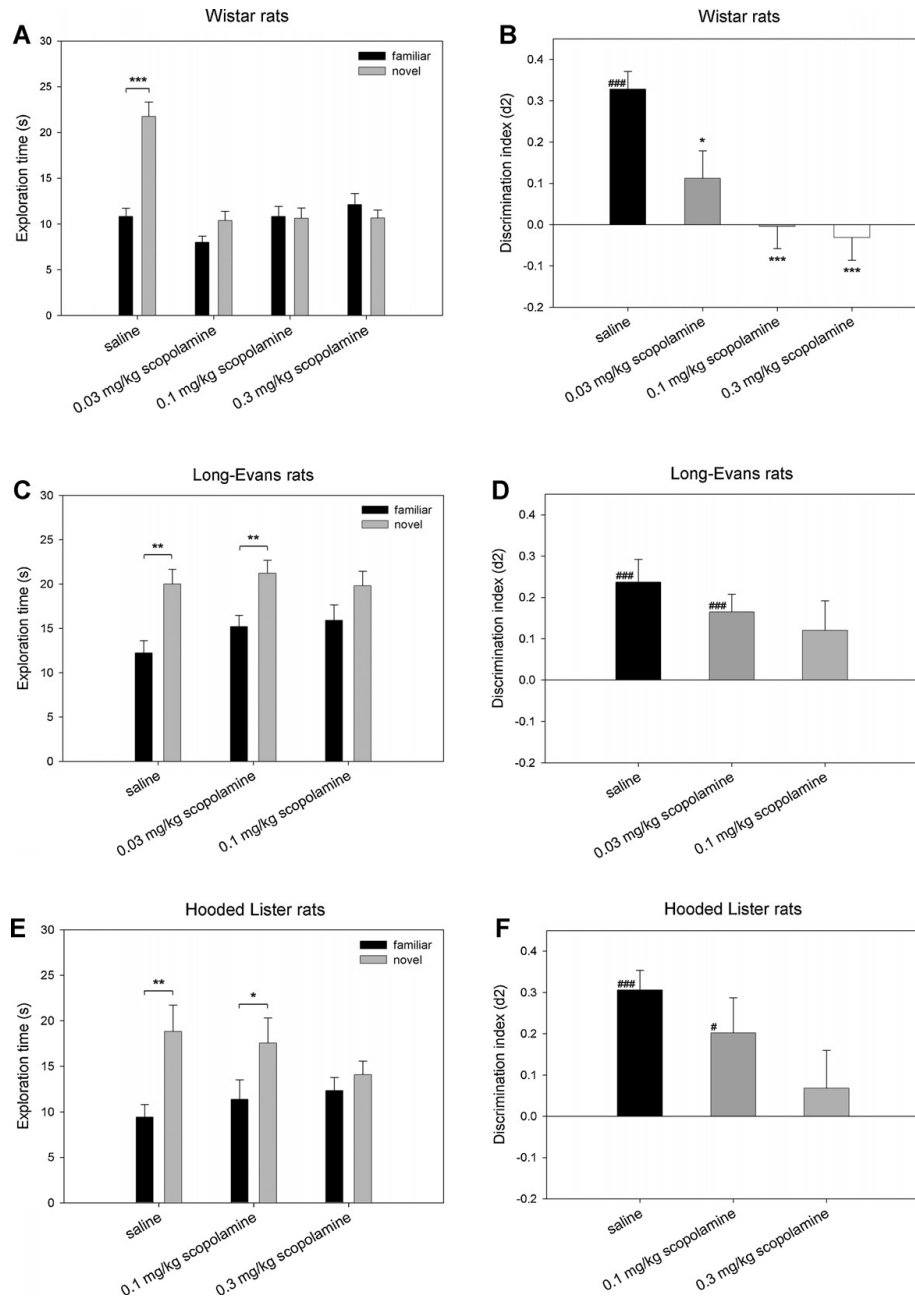 Wistar rats
A
familiar
novel
Exploration time (s)
30
25
20
15
10
5
0
***
saline
0.03 mg/kg scopolamine
0.1 mg/kg scopolamine
0.3 mg/kg scopolamine
Wistar rats
B
Discrimination index (d2)
0.4
0.3
0.2
0.1
0.0
-0.1
-0.2
###
*
***
***
saline
0.03 mg/kg scopolamine
0.1 mg/kg scopolamine
0.3 mg/kg scopolamine
Long-Evans rats
C
familiar
novel
Exploration time (s)
30
25
20
15
10
5
0
**
**
saline
0.03 mg/kg scopolamine
0.1 mg/kg scopolamine
Long-Evans rats
D
Discrimination index (d2)
0.4
0.3
0.2
0.1
0.0
-0.1
-0.2
###
###
saline
0.03 mg/kg scopolamine
0.1 mg/kg scopolamine
Hooded Lister rats
E
familiar
novel
Exploration time (s)
30
25
20
15
10
5
0
**
*
saline
0.1 mg/kg scopolamine
0.3 mg/kg scopolamine
Hooded Lister rats
F
Discrimination index (d2)
0.4
0.3
0.2
0.1
0.0
-0.1
-0.2
###
#
saline
0.1 mg/kg scopolamine
0.3 mg/kg scopolamine